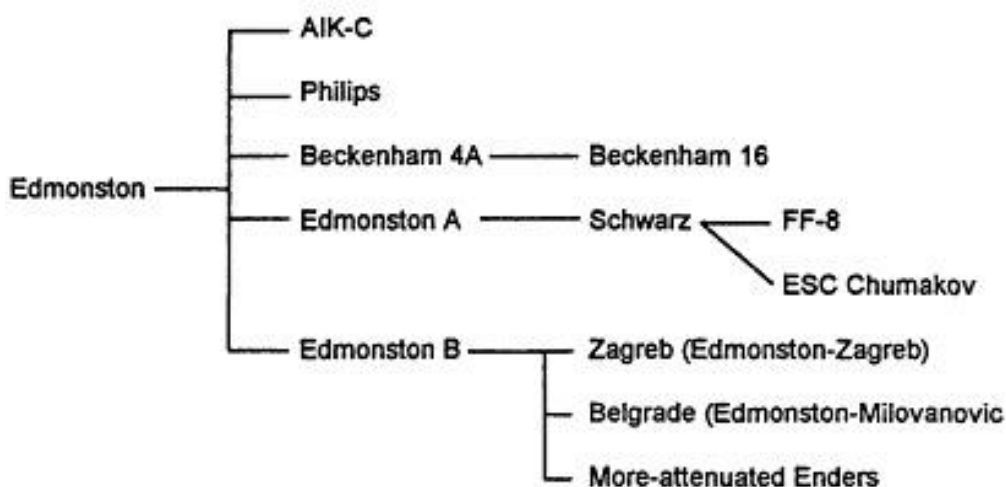 AIK-C
Philips
Beckenham 4A Beckenham 16
Edmonston
Edmonston A Schwarz FF-8
ESC Chumakov
Edmonston B Zagreb (Edmonston-Zagreb)
Belgrade (Edmonston-Milovanovic
More-attenuated Enders